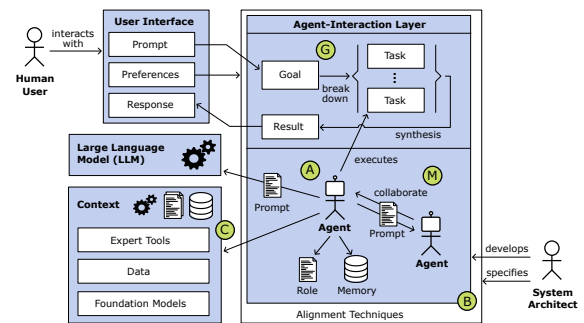 User Interface
Agent-Interaction Layer
interacts
with
Prompt
Preferences
Response
Human
User
G
Goal
break
down
Task
Task
Result
synthesis
Large Language
Model (LLM)
executes
A
M
Prompt
collaborate
Prompt
Agent
Agent
Context
C
Expert Tools
Data
Foundation Models
Role
Memory
develops
specifies
B
System
Architect
Alignment Techniques